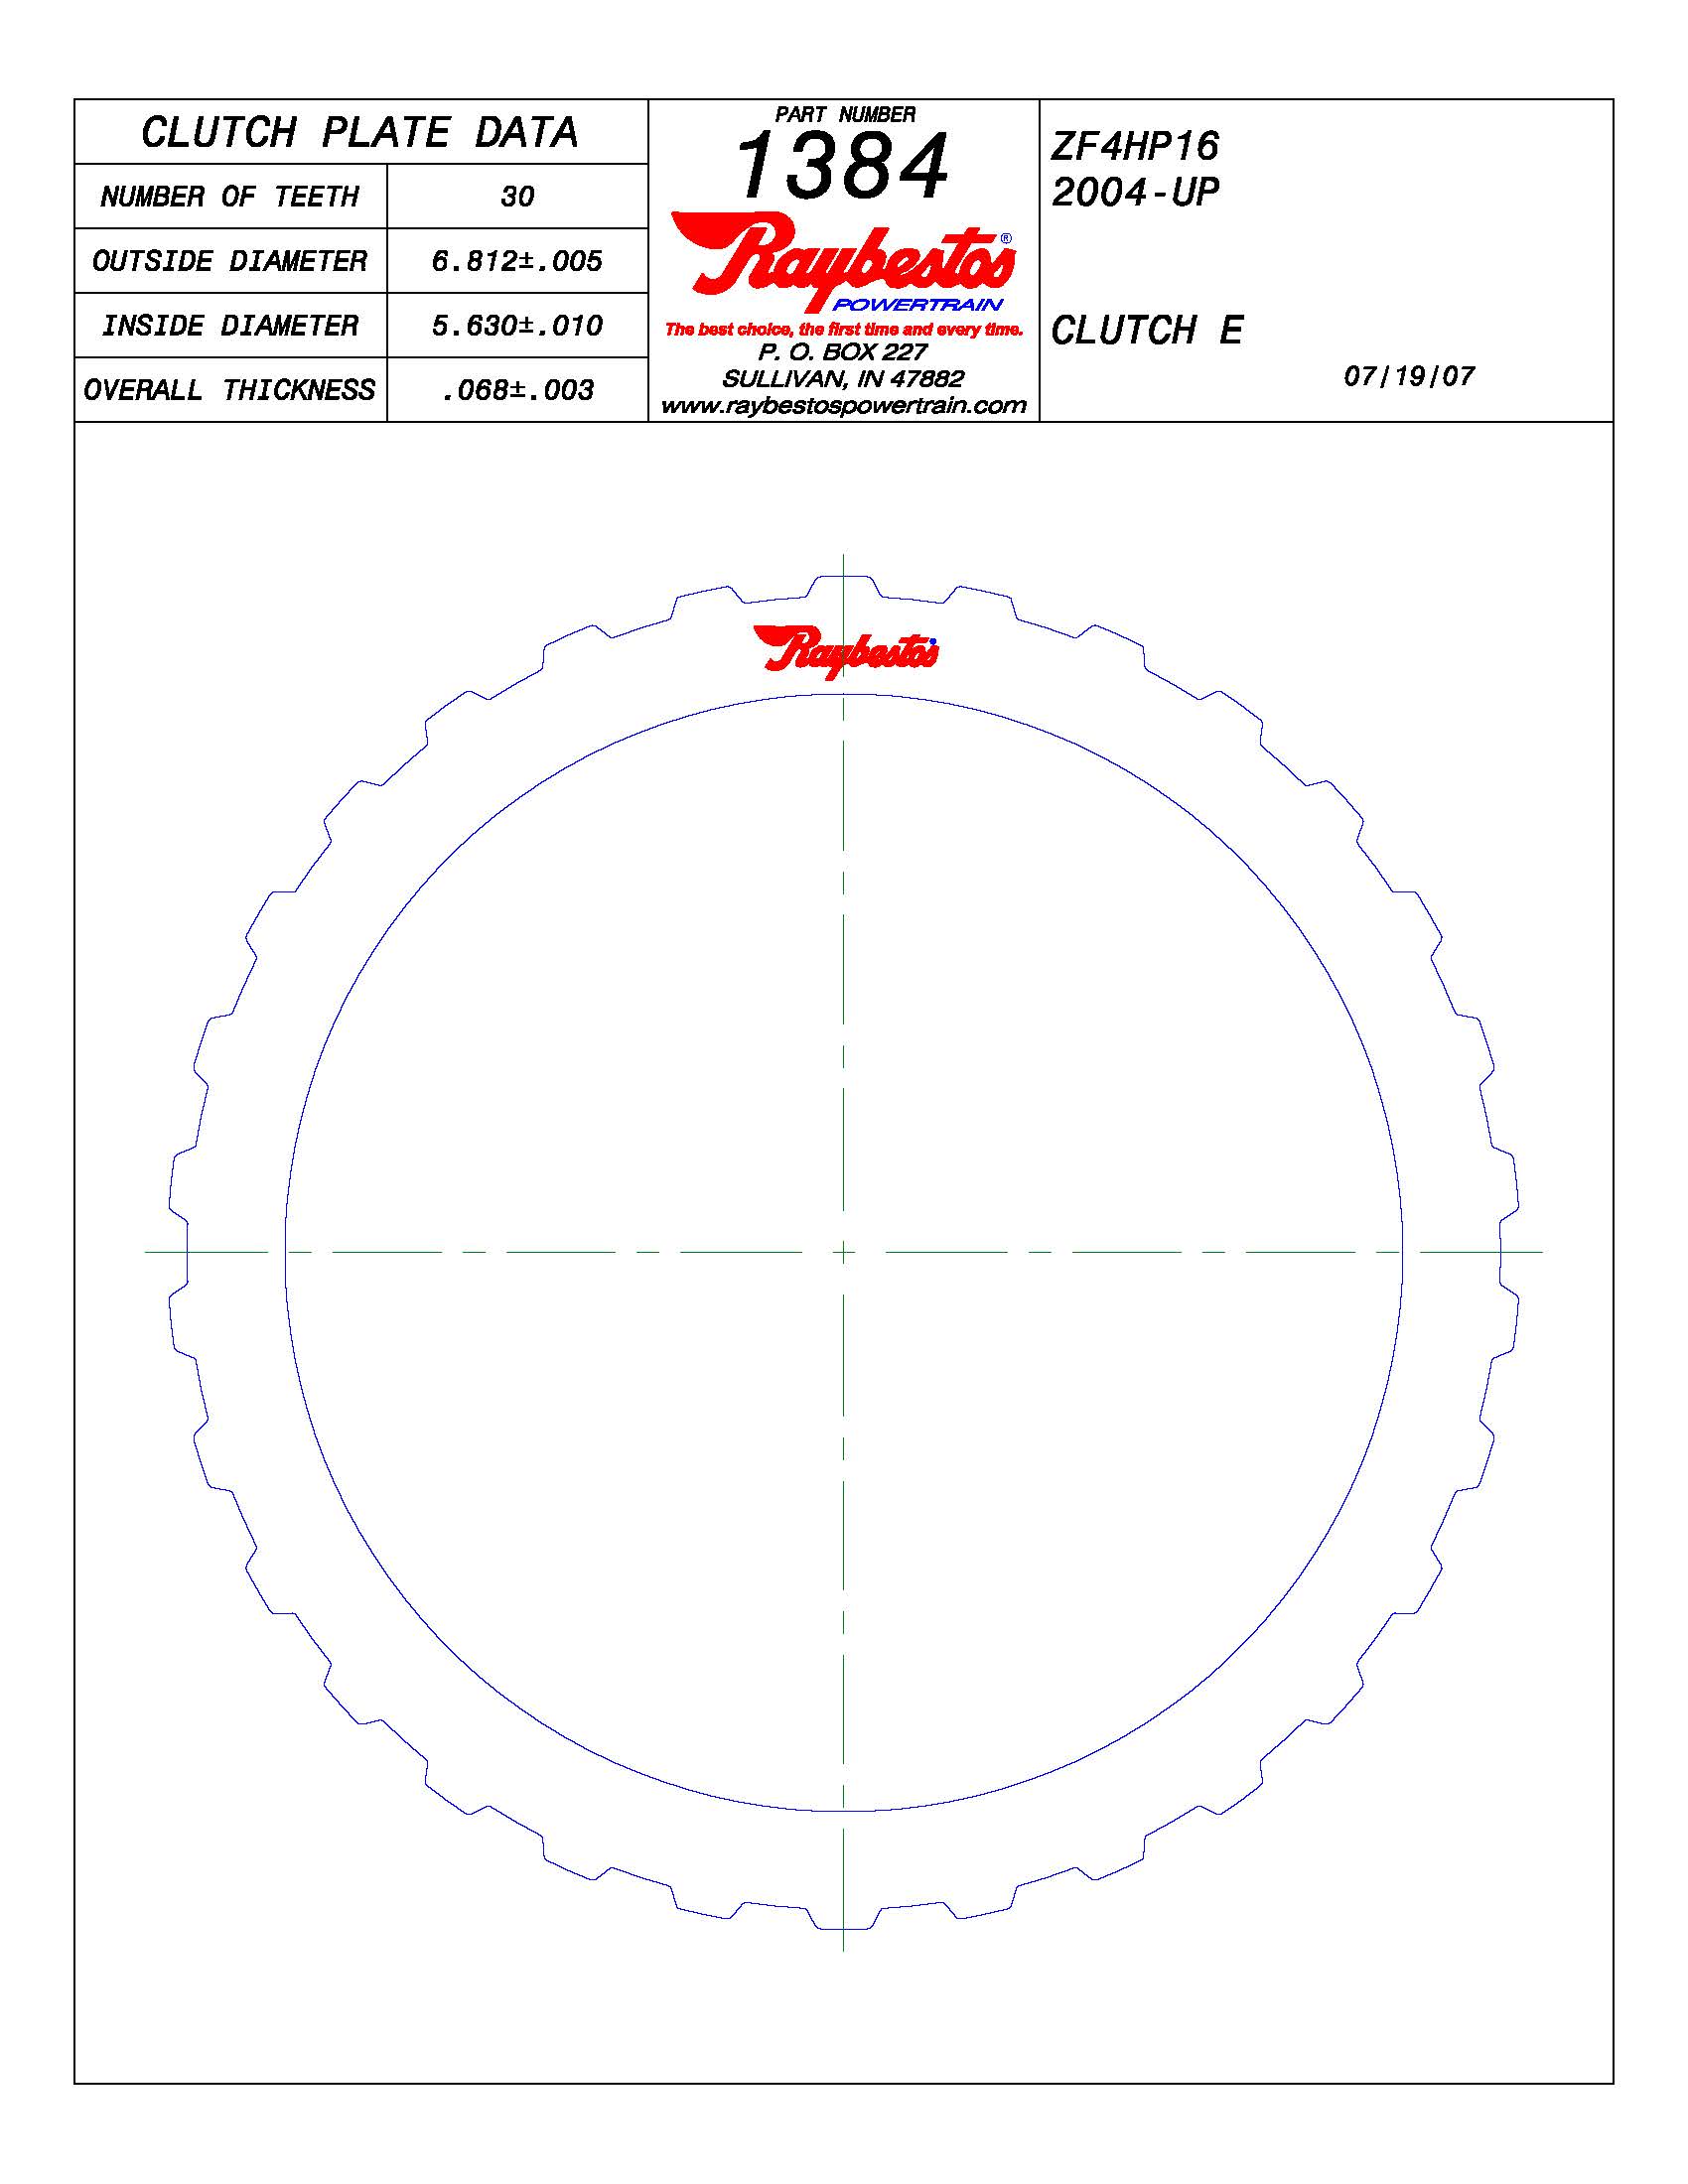 CLUTCH PLATE DATA
NUMBER OF TEETH 30
OUTSIDE DIAMETER 6.812±.005
INSIDE DIAMETER 5.630±.010
OVERALL THICKNESS .068±.003
PART NUMBER
1384
Raybestos®
POWERTRAIN
The best choice, the first time and every time.
P. O. BOX 227
SULLIVAN, IN 47882
www.raybestospowertrain.com
ZF4HP16
2004-UP
CLUTCH E
07/19/07
Raybestos